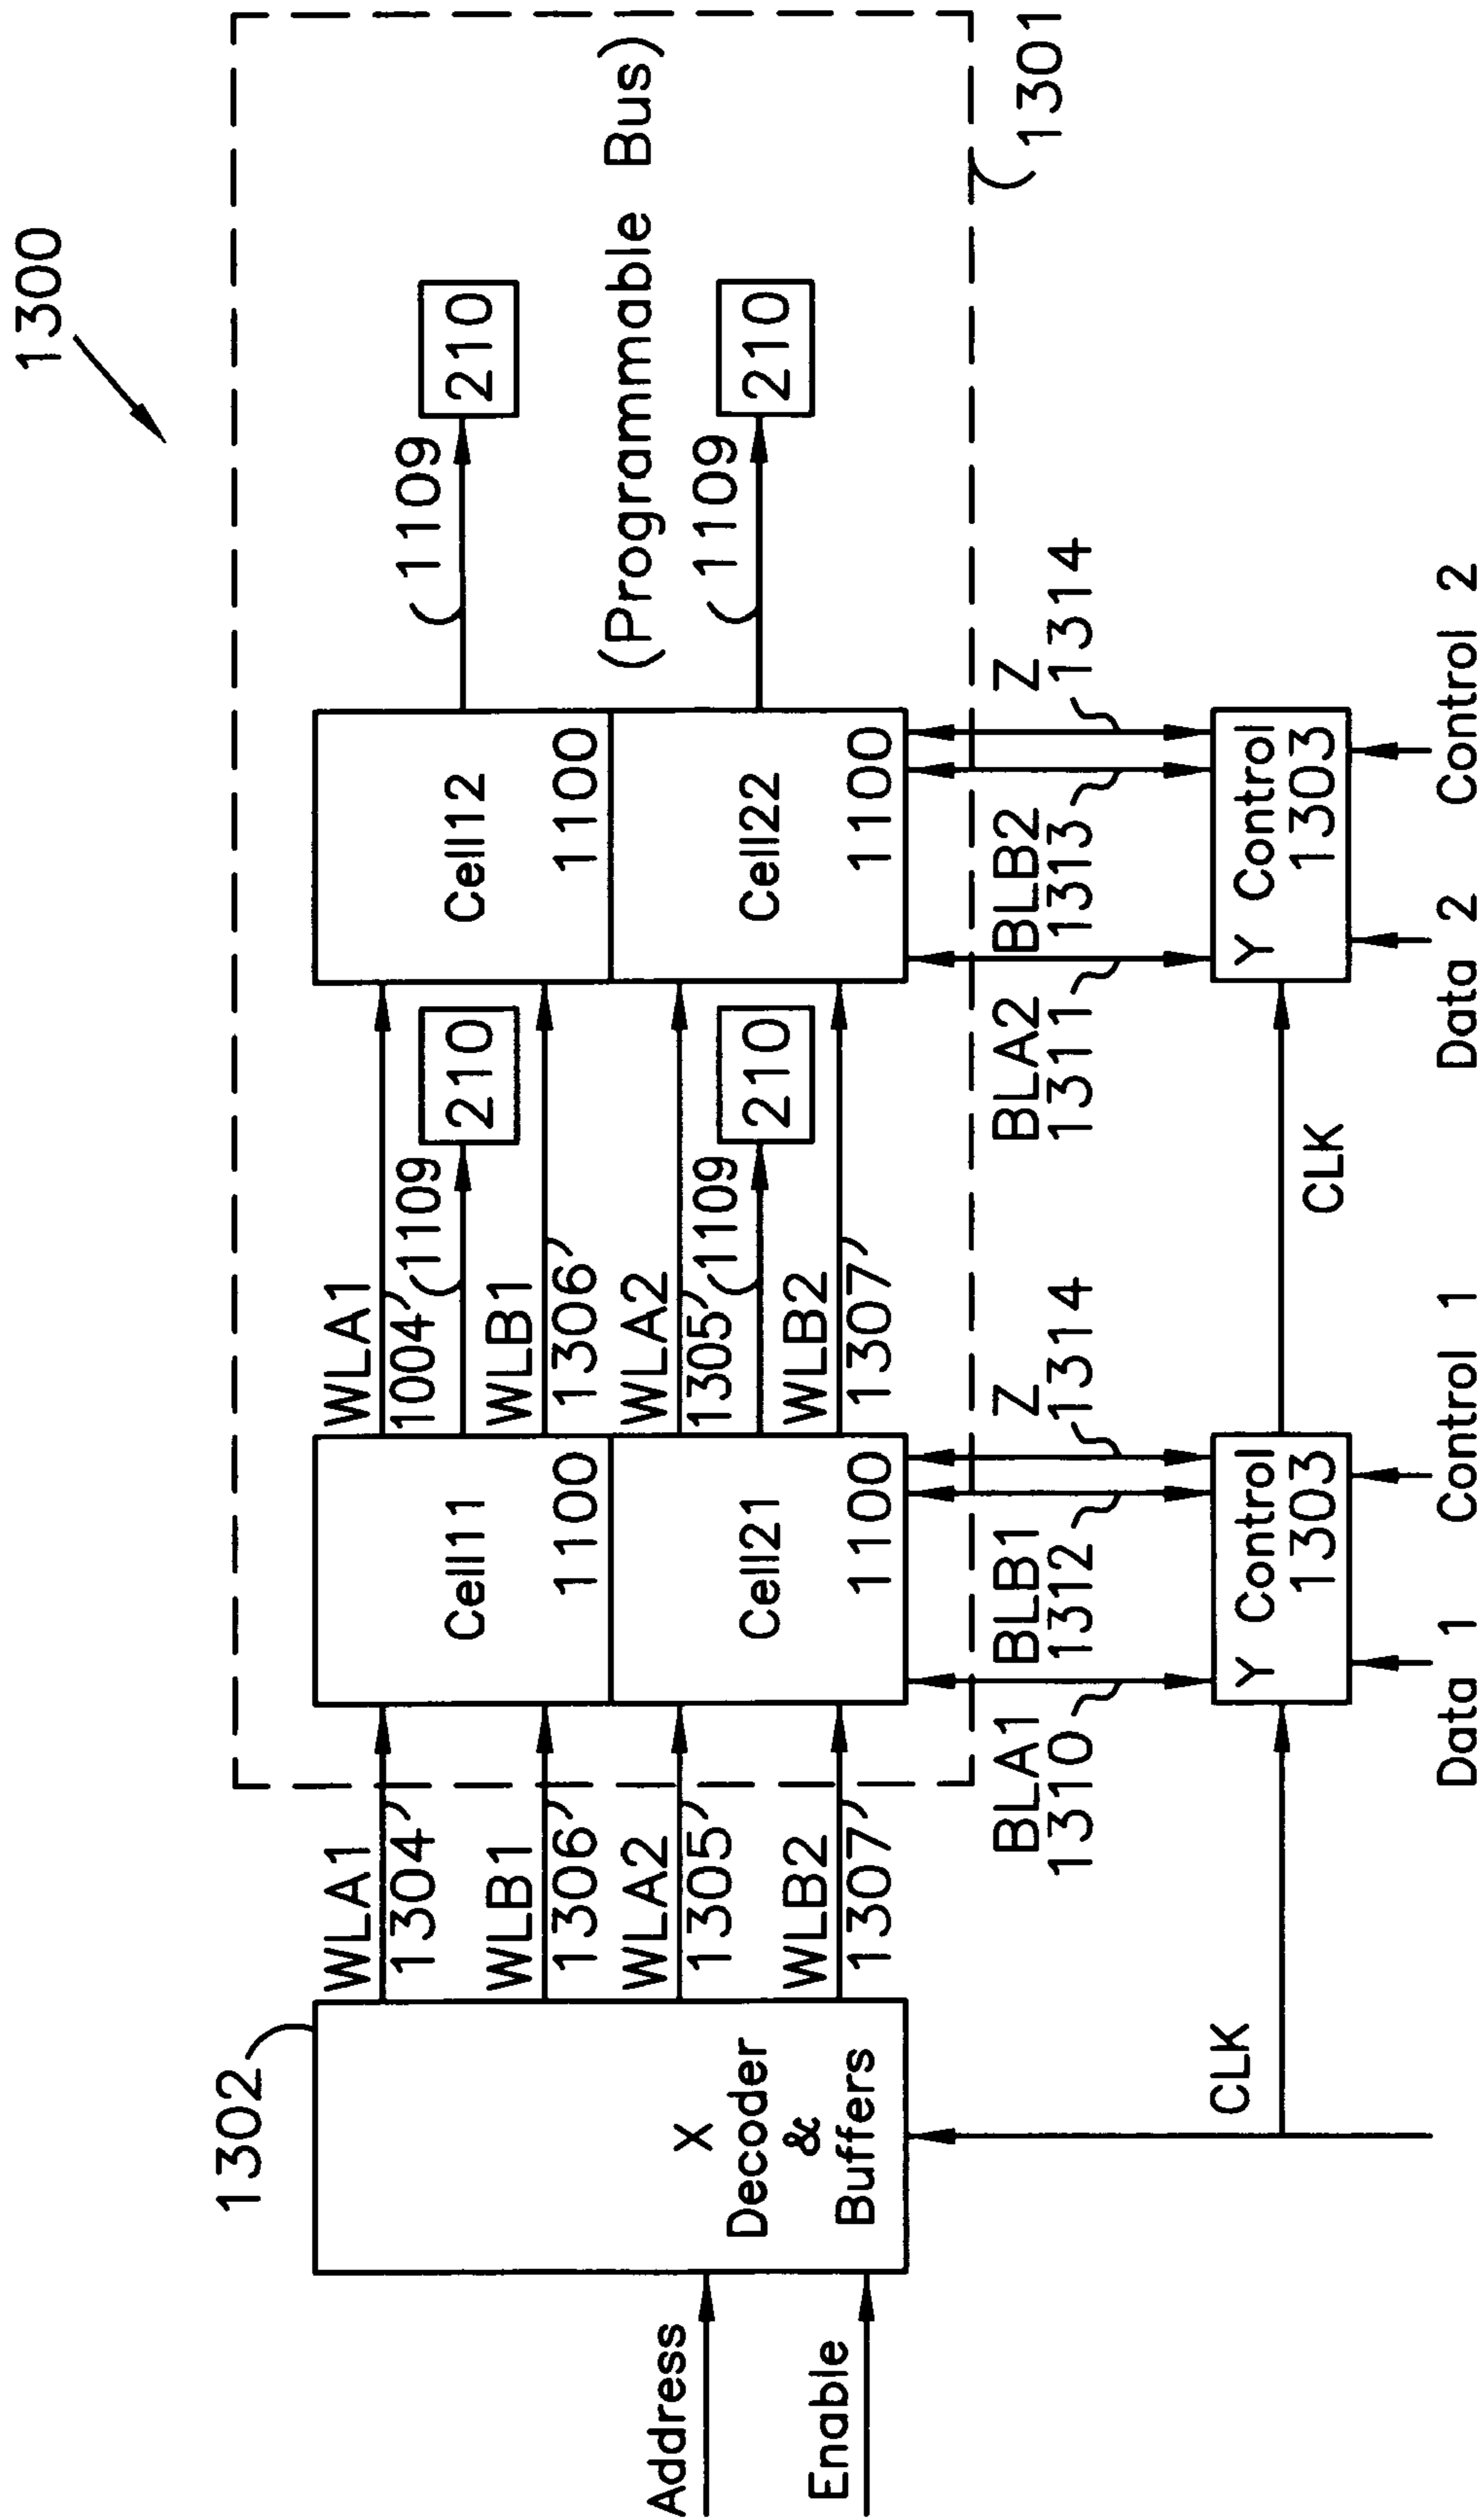 1300
1302
Address
Enable
X
Decoder
&
Buffers
WLA1
1304
WLB1
1306
WLA2
1305
WLB2
1307
Cell11
1100
Cell21
1100
WLA1
1004
1109
210
WLB1
1306
WLA2
1305
1109
210
WLB2
1307
Cell12
1100
Cell22
1100
1109
210
(Programmable Bus)
1109
210
1301
BLA1
1310
BLB1
1312
Z
1314
BLA2
1311
BLB2
1313
Z
1314
CLK
Y Control
1303
CLK
Y Control
1303
Data 1
Control 1
Data 2
Control 2